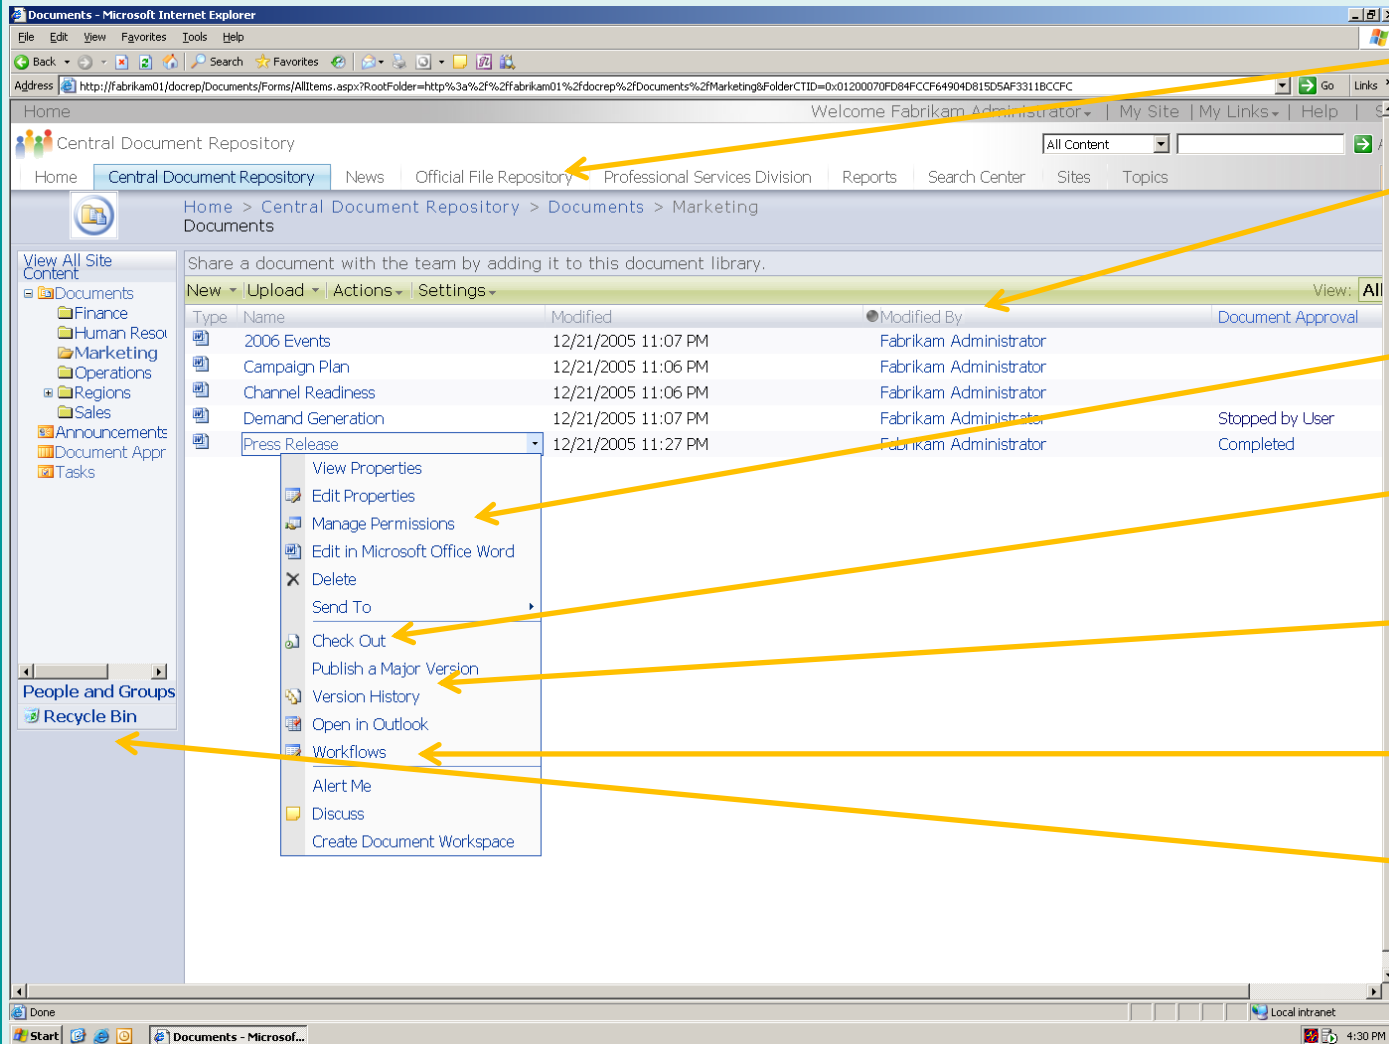 Documents - Microsoft Internet Explorer
File Edit View Favorites Tools Help
Back Search Favorites
Address http://fabrikam01/docrep/Documents/Forms/AllItems.aspx?RootFolder=http%3a%2f%2ffabrikam01%2fdocrep%2fDocuments%2fMarketing&FolderCTID=0x01200070FD84FCCF64904D815D5AF3311BCCFC Go Links
Home Welcome Fabrikam Administrator | My Site | My Links | Help |
Central Document Repository All Content
Home Central Document Repository News Official File Repository Professional Services Division Reports Search Center Sites Topics
Home > Central Document Repository > Documents > Marketing
Documents
View All Site Content
Share a document with the team by adding it to this document library.
Documents
Finance
Human Resou
Marketing
Operations
Regions
Sales
Announcements
Document Appr
Tasks
People and Groups
Recycle Bin
New Upload Actions Settings View: All
Type Name Modified Modified By Document Approval
2006 Events 12/21/2005 11:07 PM Fabrikam Administrator
Campaign Plan 12/21/2005 11:06 PM Fabrikam Administrator
Channel Readiness 12/21/2005 11:06 PM Fabrikam Administrator
Demand Generation 12/21/2005 11:07 PM Fabrikam Administrator Stopped by User
Press Release 12/21/2005 11:27 PM Fabrikam Administrator Completed
View Properties
Edit Properties
Manage Permissions
Edit in Microsoft Office Word
Delete
Send To
Check Out
Publish a Major Version
Version History
Open in Outlook
Workflows
Alert Me
Discuss
Create Document Workspace
Done Local intranet
Start Documents - Microsof... 4:30 PM